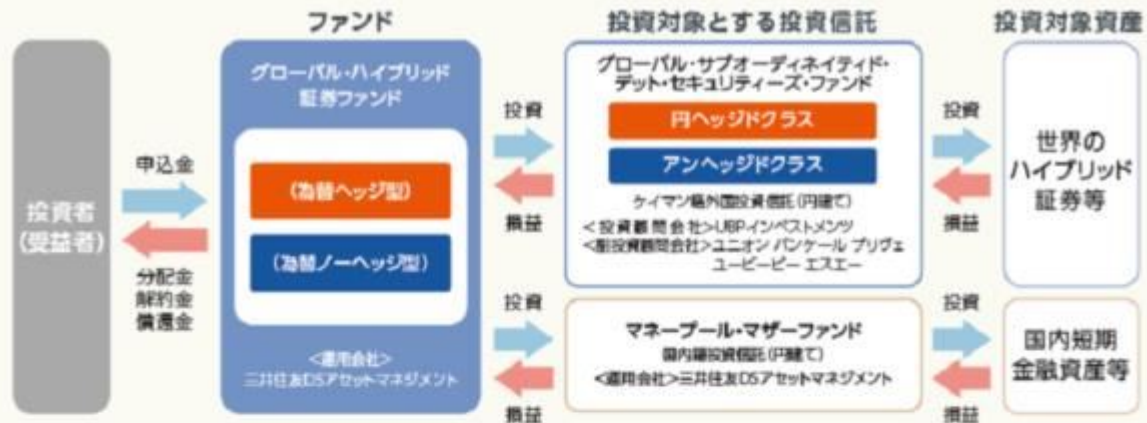 ファンド
投資対象とする投資信託
投資対象資産
投資者
(受益者)
申込金
分配金
解約金
償還金
グローバル・ハイブリッド
証券ファンド
(為替ヘッジ型)
(為替ノーヘッジ型)
<運用会社>
三井住友DSアセットマネジメント
投資
損益
投資
損益
グローバル・サブオーディネイティド・
デット・セキュリティーズ・ファンド
円ヘッジドクラス
アンヘッジドクラス
ケイマン籍外国投資信託(円建て)
<投資顧問会社>UBPインベストメンツ
<副投資顧問会社>ユニオン バンケール プリヴェ
ユービーピー エスエー
マネープール・マザーファンド
国内籍投資信託(円建て)
<運用会社>三井住友DSアセットマネジメント
投資
損益
投資
損益
世界の
ハイブリッド
証券等
国内短期
金融資産等